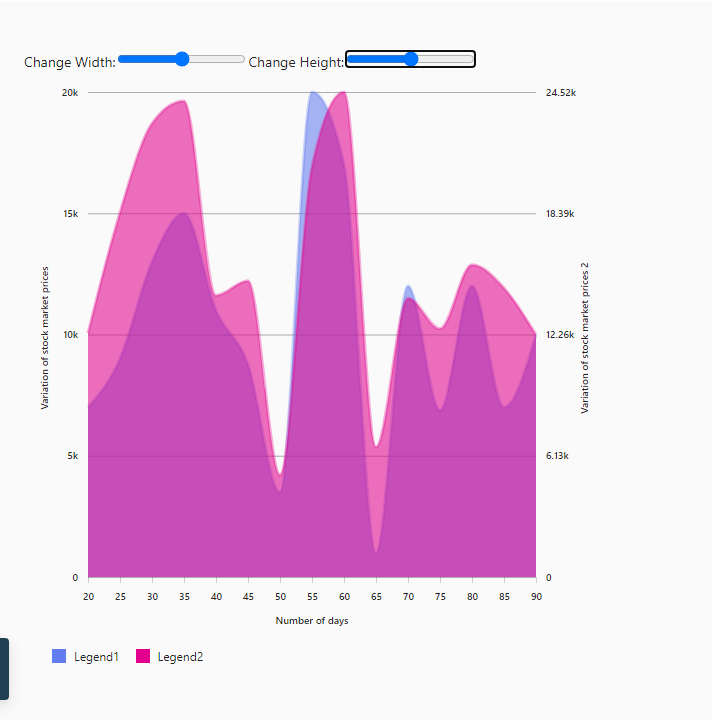 Change Width: Change Height:
20k 24.52k
15k 18.39k
10k 12.26k
5k 6.13k
0 0
Variation of stock market prices
Variation of stock market prices 2
20 25 30 35 40 45 50 55 60 65 70 75 80 85 90
Number of days
Legend1 Legend2